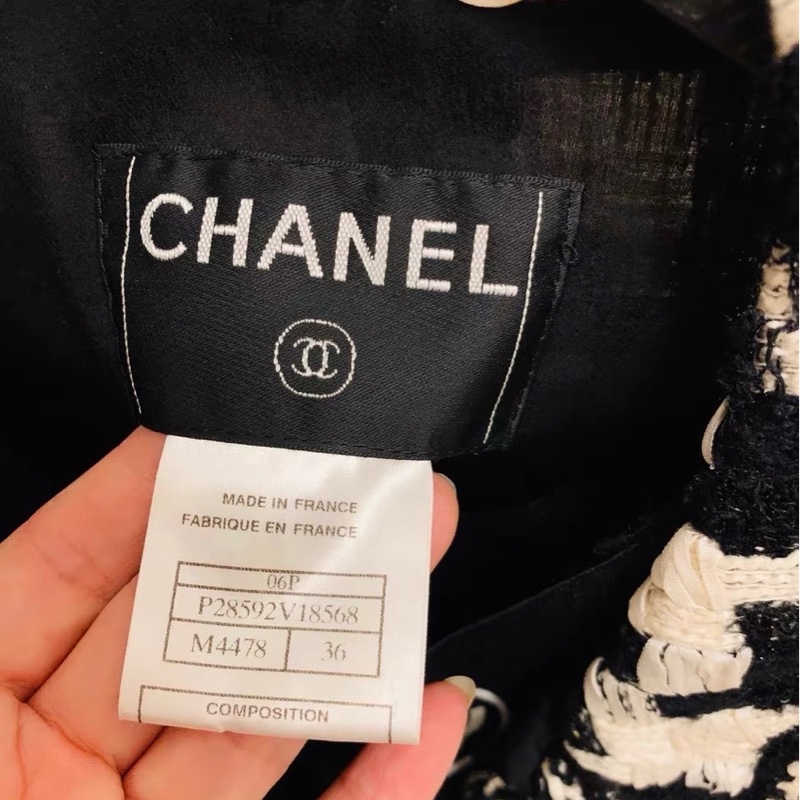 CHANEL
MADE IN FRANCE
FABRIQUE EN FRANCE
06P
P28592V18568
M4478 36
COMPOSITION